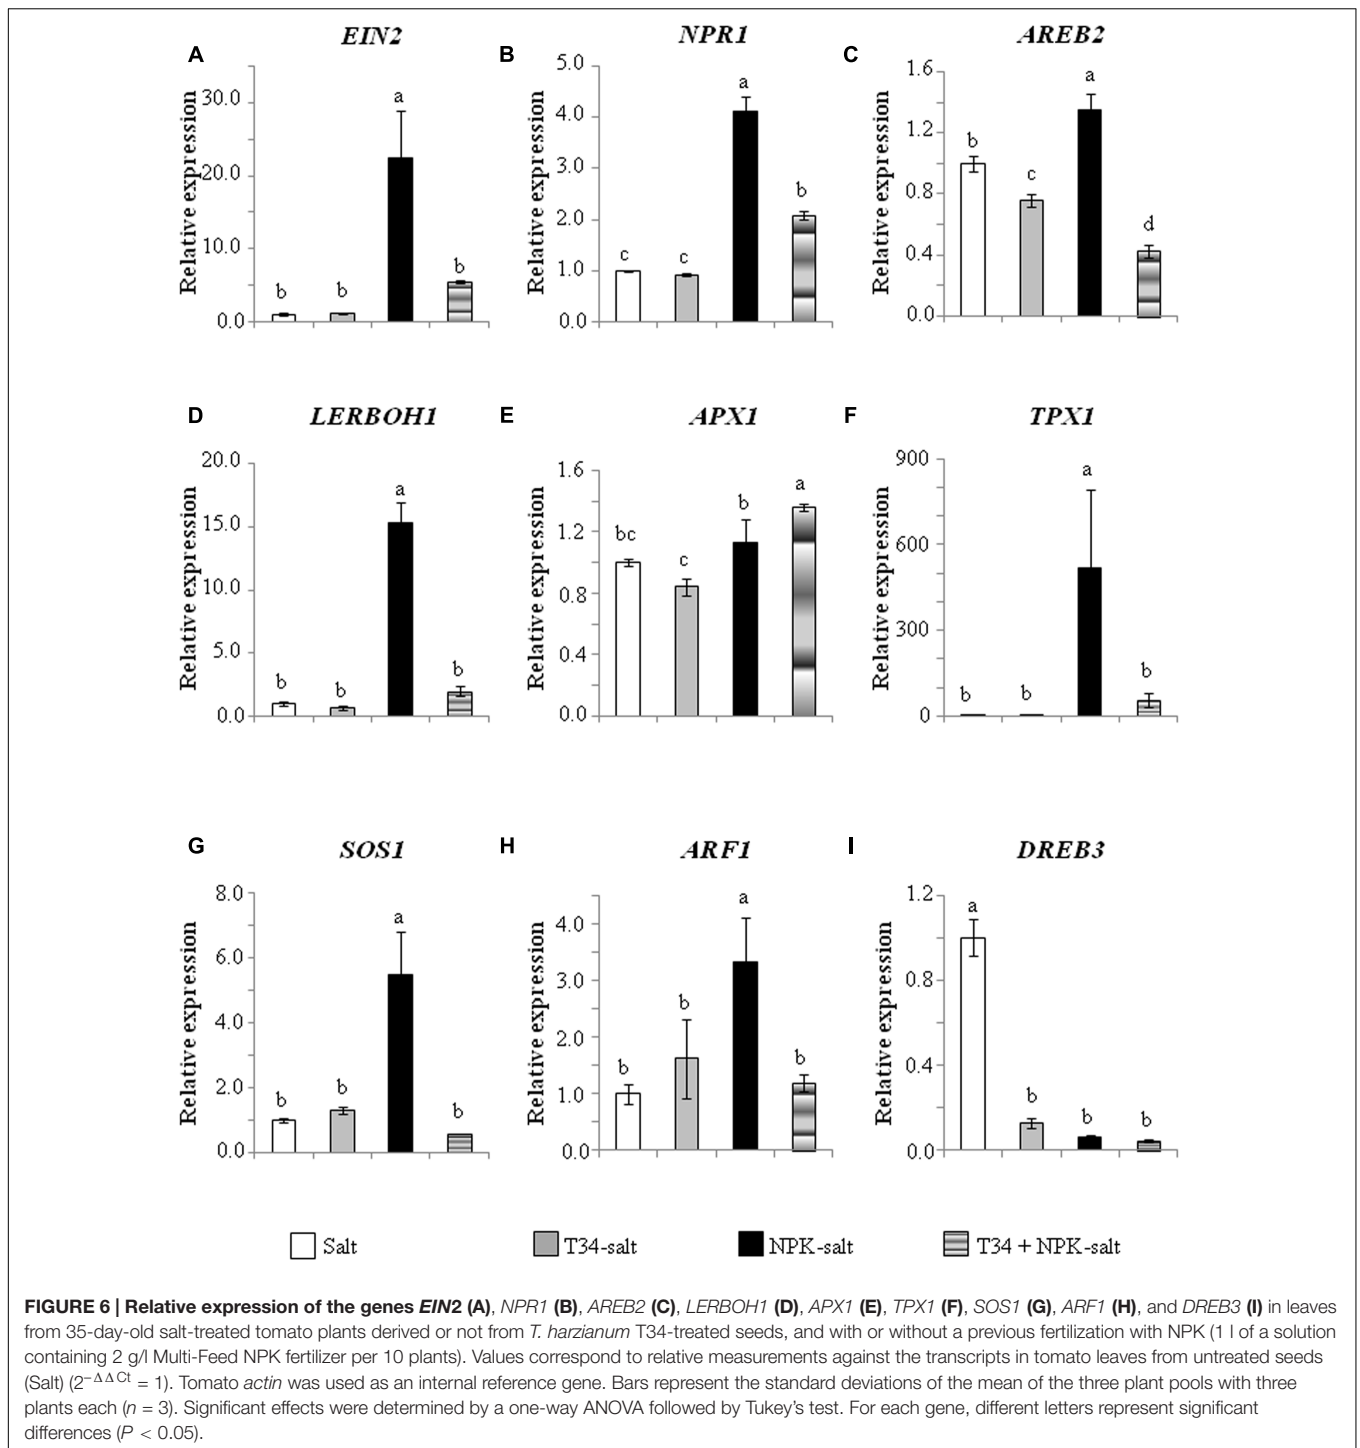 A
EIN2
B
NPR1
C
AREB2
Relative expression
30.0
20.0
10.0
0.0
b
b
a
b
Relative expression
5.0
4.0
3.0
2.0
1.0
0.0
c
c
a
b
Relative expression
1.6
1.2
0.8
0.4
0.0
b
c
a
d
D
LERBOH1
E
APX1
F
TPX1
Relative expression
20.0
15.0
10.0
5.0
0.0
b
b
a
b
Relative expression
1.6
1.2
0.8
0.4
0.0
bc
c
b
a
Relative expression
900
600
300
0
b
b
a
b
G
SOS1
H
ARF1
I
DREB3
Relative expression
8.0
6.0
4.0
2.0
0.0
b
b
a
b
Relative expression
4.0
3.0
2.0
1.0
0.0
b
b
a
b
Relative expression
1.2
0.8
0.4
0.0
a
b
b
b
Salt T34-salt NPK-salt T34 + NPK-salt
FIGURE 6 | Relative expression of the genes EIN2 (A), NPR1 (B), AREB2 (C), LERBOH1 (D), APX1 (E), TPX1 (F), SOS1 (G), ARF1 (H), and DREB3 (I) in leaves
from 35-day-old salt-treated tomato plants derived or not from T. harzianum T34-treated seeds, and with or without a previous fertilization with NPK (1 l of a solution
containing 2 g/l Multi-Feed NPK fertilizer per 10 plants). Values correspond to relative measurements against the transcripts in tomato leaves from untreated seeds
(Salt) (2−ΔΔCt = 1). Tomato actin was used as an internal reference gene. Bars represent the standard deviations of the mean of the three plant pools with three
plants each (n = 3). Significant effects were determined by a one-way ANOVA followed by Tukey's test. For each gene, different letters represent significant
differences (P < 0.05).